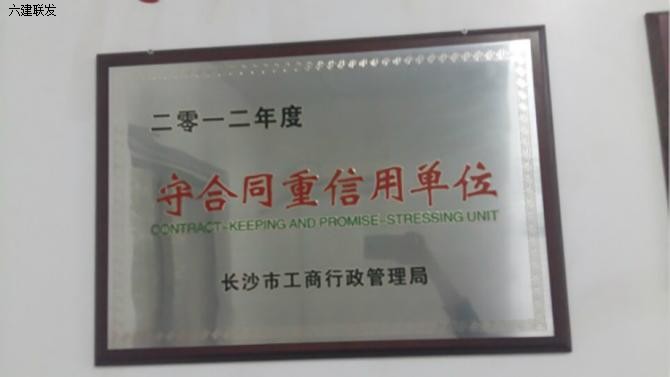 六建联发
二零一二年度
守合同重信用单位
CONTRACT-KEEPING AND PROMISE-STRESSING UNIT
长沙市工商行政管理局